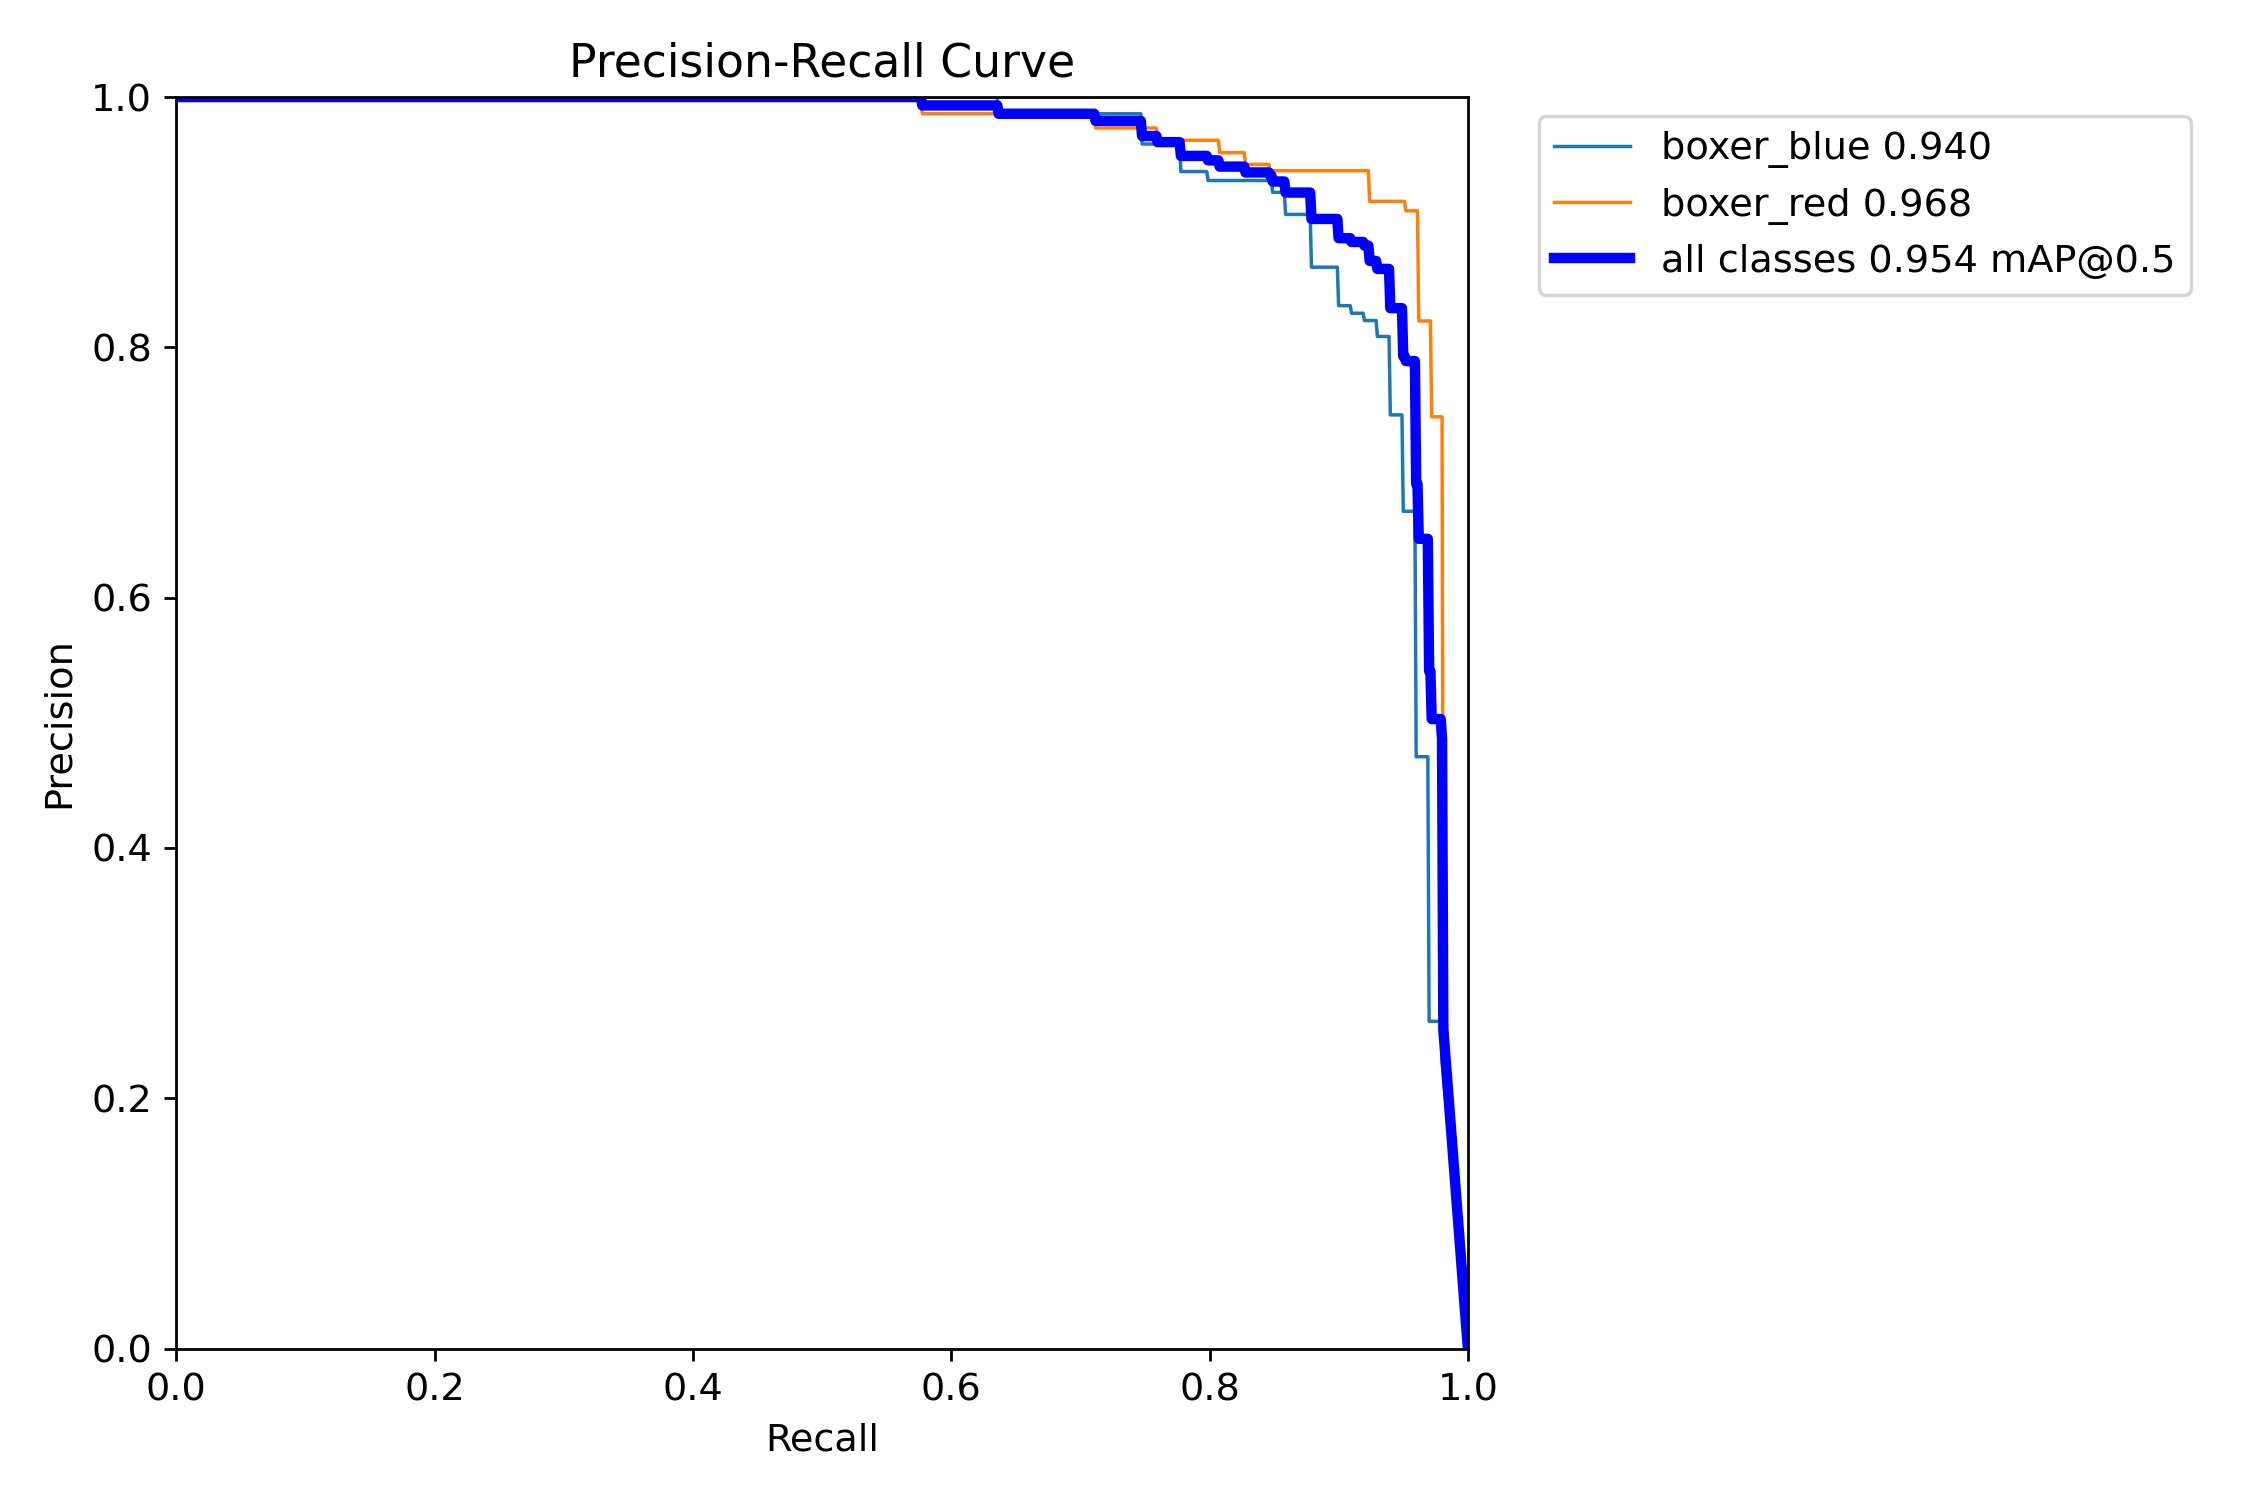 Precision-Recall Curve
1.0
0.8
0.6
0.4
0.2
0.0
Precision
0.0 0.2 0.4 0.6 0.8 1.0
Recall
boxer_blue 0.940
boxer_red 0.968
all classes 0.954 mAP@0.5